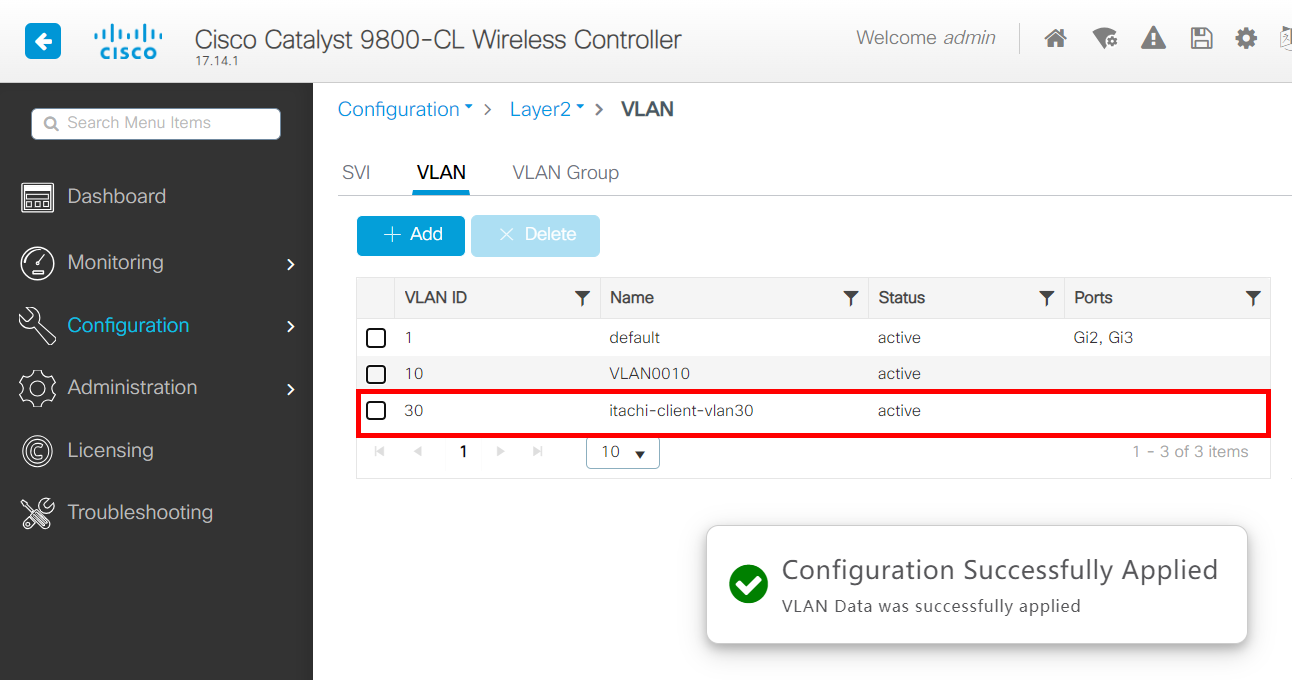 CISCO
Cisco Catalyst 9800-CL Wireless Controller
17.14.1
Welcome admin
Search Menu Items
Dashboard
Monitoring
Configuration
Administration
Licensing
Troubleshooting
Configuration > Layer2 > VLAN
SVI VLAN VLAN Group
+ Add × Delete
VLAN ID Name Status Ports
1 default active Gi2, Gi3
10 VLAN0010 active
30 itachi-client-vlan30 active
1 10 1 - 3 of 3 items
Configuration Successfully Applied
VLAN Data was successfully applied